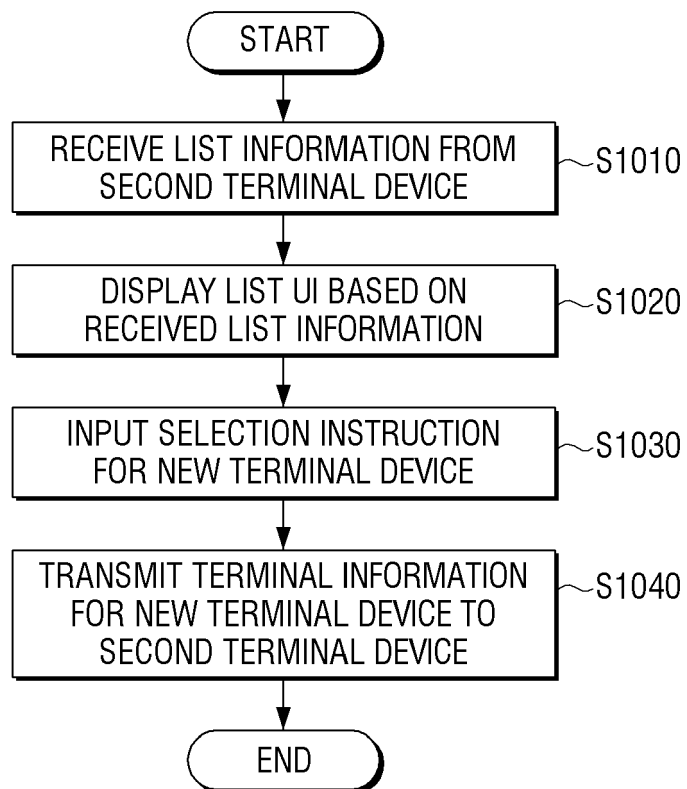 START
RECEIVE LIST INFORMATION FROM
SECOND TERMINAL DEVICE
S1010
DISPLAY LIST UI BASED ON
RECEIVED LIST INFORMATION
S1020
INPUT SELECTION INSTRUCTION
FOR NEW TERMINAL DEVICE
S1030
TRANSMIT TERMINAL INFORMATION
FOR NEW TERMINAL DEVICE TO
SECOND TERMINAL DEVICE
S1040
END